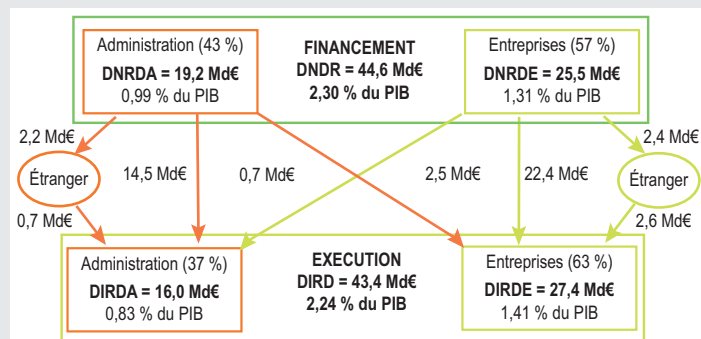 Administration (43 %)
DNRDA = 19,2 Md€
0,99 % du PIB
FINANCEMENT
DNDR = 44,6 Md€
2,30 % du PIB
Entreprises (57 %)
DNRDE = 25,5 Md€
1,31 % du PIB
2,2 Md€
2,4 Md€
Étranger
14,5 Md€
0,7 Md€
2,5 Md€
22,4 Md€
Étranger
0,7 Md€
2,6 Md€
Administration (37 %)
DIRDA = 16,0 Md€
0,83 % du PIB
EXECUTION
DIRD = 43,4 Md€
2,24 % du PIB
Entreprises (63 %)
DIRDE = 27,4 Md€
1,41 % du PIB